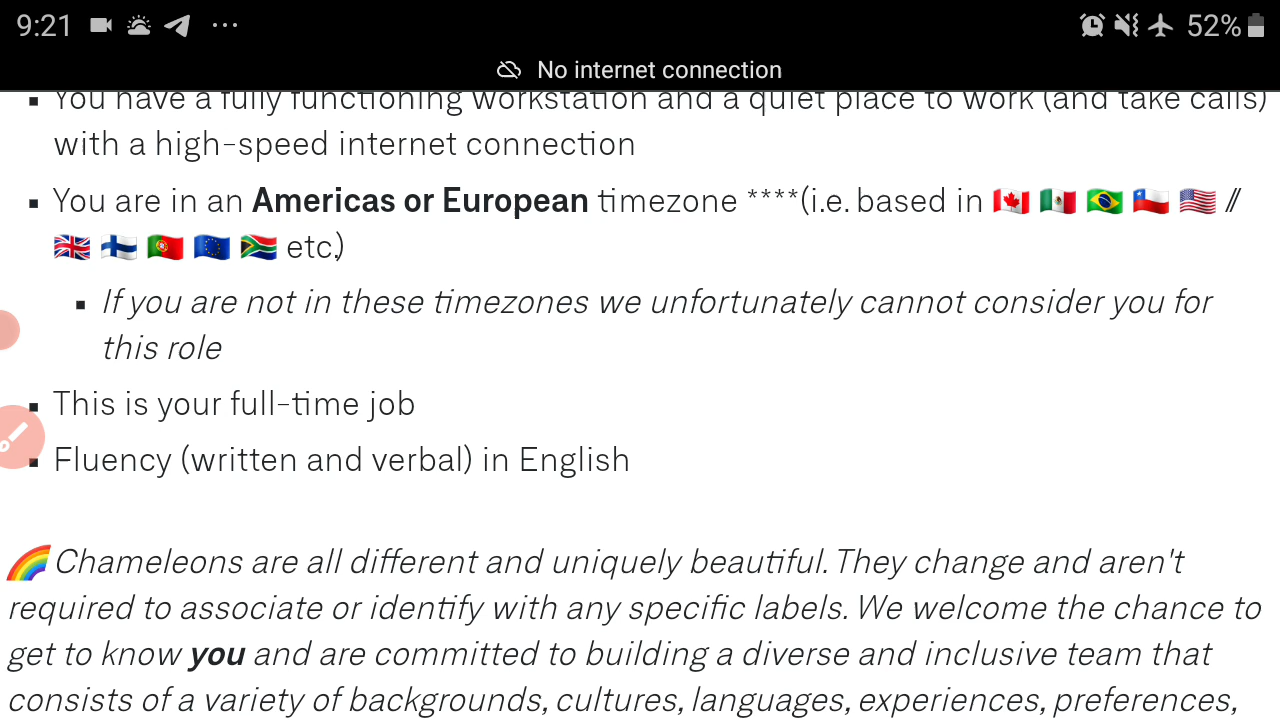 9:21 ... 52%
No internet connection
You have a fully functioning workstation and a quiet place to work (and take calls)
with a high-speed internet connection
You are in an Americas or European timezone ****(i.e. based in 🇨🇦 🇲🇽 🇧🇷 🇨🇱 🇺🇸 //
🇬🇧 🇫🇮 🇵🇹 🇪🇺 🇿🇦 etc.)
If you are not in these timezones we unfortunately cannot consider you for
this role
This is your full-time job
Fluency (written and verbal) in English
🌈 Chameleons are all different and uniquely beautiful. They change and aren't
required to associate or identify with any specific labels. We welcome the chance to
get to know you and are committed to building a diverse and inclusive team that
consists of a variety of backgrounds, cultures, languages, experiences, preferences,